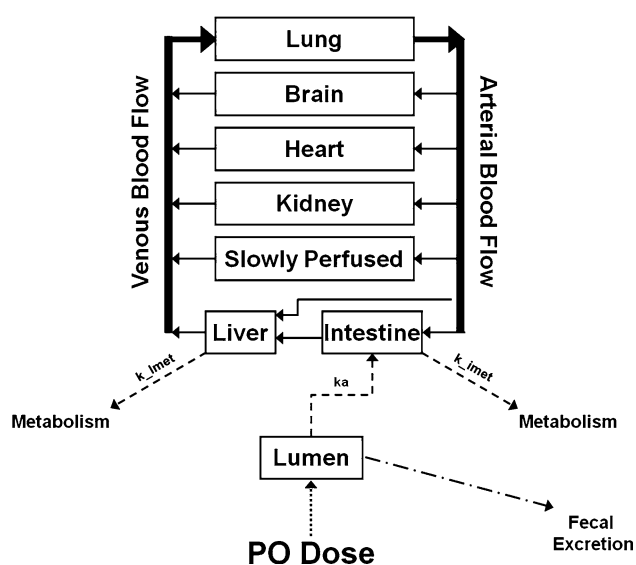 Lung
Brain
Heart
Kidney
Slowly Perfused
Venous Blood Flow
Arterial Blood Flow
Liver
Intestine
k_lmet
k_imet
ka
Metabolism
Metabolism
Lumen
Fecal
Excretion
PO Dose